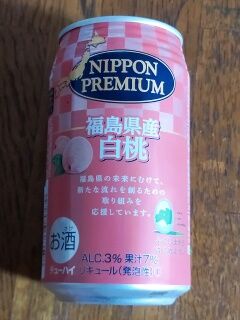 NIPPON
PREMIUM
福島県産
白桃
福島県の未来にむけて、
新たな流れを創るための
取り組みを
応援しています。
お酒
チューハイ
ALC.3% 果汁7%
リキュール(発泡性)①